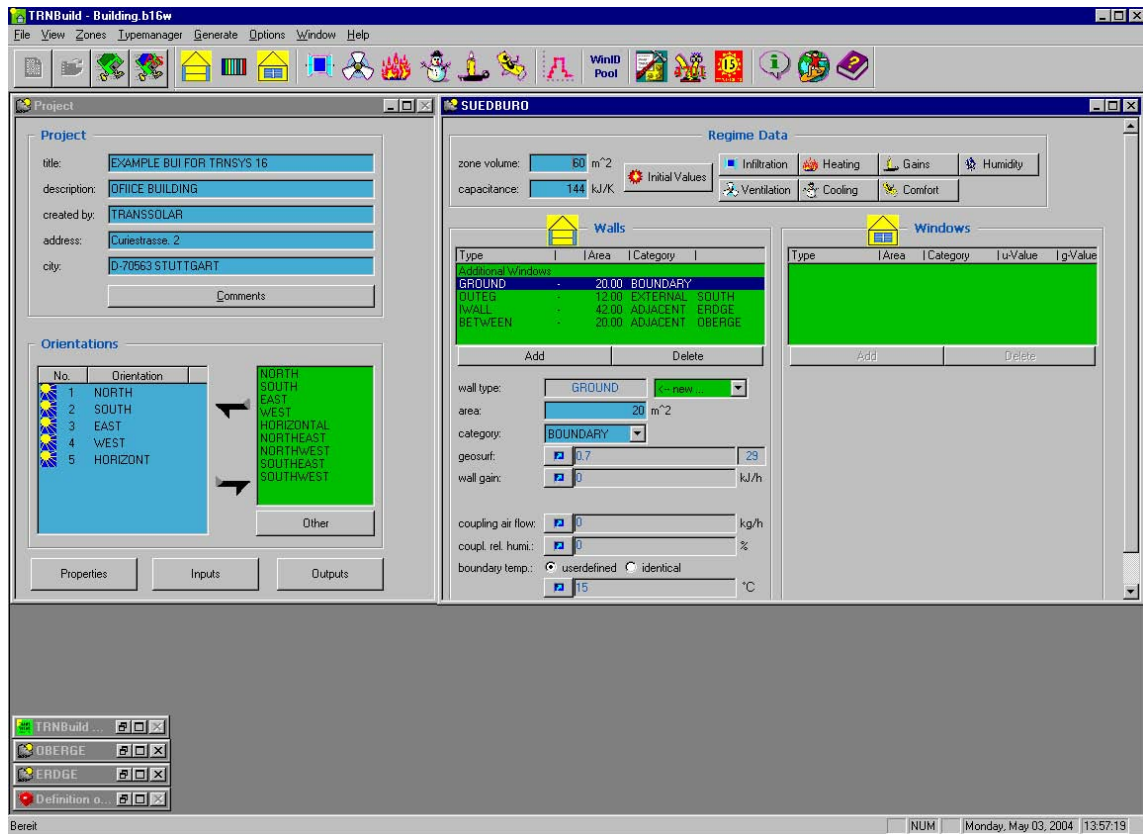 TRNBuild - Building.b16w
File View Zones Typemanager Generate Options Window Help
WinID
Pool
15
Project
Project
title: EXAMPLE BUI FOR TRNSYS 16
description: OFIICE BUILDING
created by: TRANSSOLAR
address: Curiestrasse. 2
city: D-70563 STUTTGART
Comments
Orientations
No. Orientation
1 NORTH
2 SOUTH
3 EAST
4 WEST
5 HORIZONT
NORTH
SOUTH
EAST
WEST
HORIZONTAL
NORTHEAST
NORTHWEST
SOUTHEAST
SOUTHWEST
Other
Properties Inputs Outputs
SUEDBURO
Regime Data
zone volume: 60 m^2
capacitance: 144 kJ/K
Initial Values
Infiltration Heating Gains Humidity
Ventilation Cooling Comfort
Walls
Type | | Area | Category |
Additional Windows
GROUND - 20.00 BOUNDARY
OUTEG - 12.00 EXTERNAL SOUTH
IWALL - 42.00 ADJACENT ERDGE
BETWEEN - 20.00 ADJACENT OBERGE
Add Delete
wall type: GROUND <-- new ...
area: 20 m^2
category: BOUNDARY
geosurf: 0.7 29
wall gain: 0 kJ/h
coupling air flow: 0 kg/h
coupl. rel. humi.: 0 %
boundary temp.: userdefined identical
15 °C
Windows
Type | Area | Category | u-Value | g-Value
Add Delete
TRNBuild ...
OBERGE
ERDGE
Definition o...
Bereit
NUM Monday, May 03, 2004 13:57:19